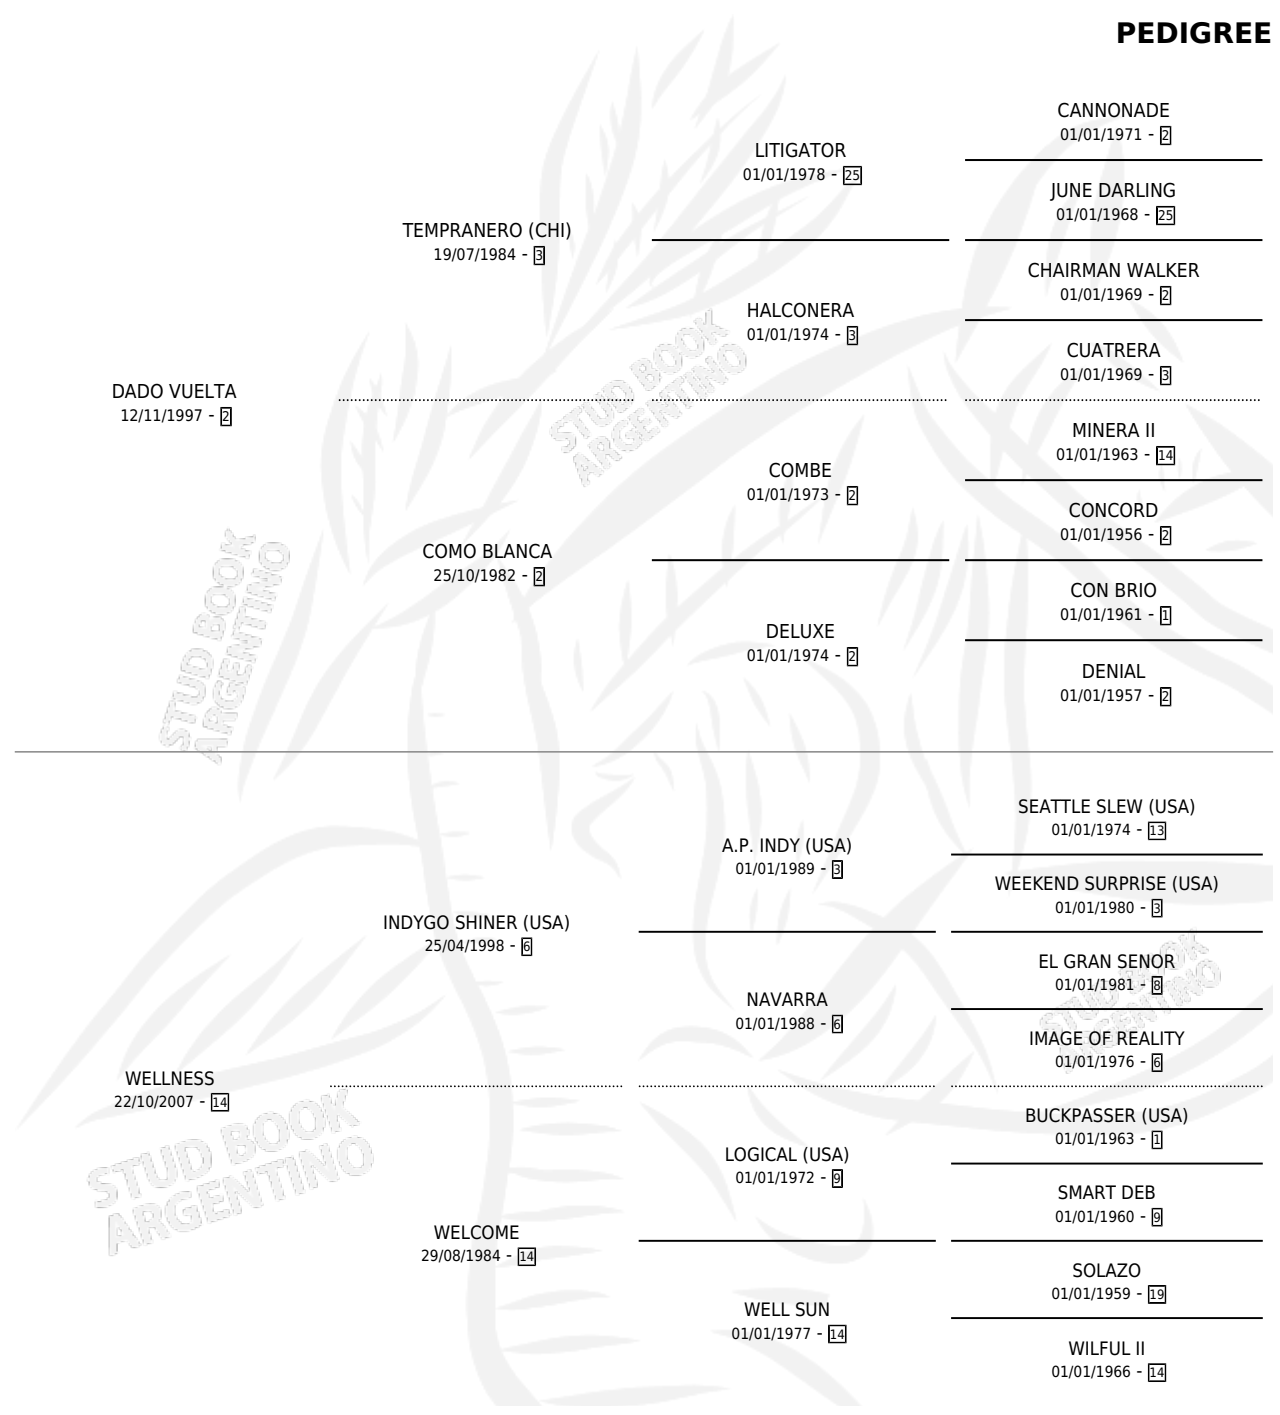 PEDIGREE
CANNONADE
01/01/1971 - 2
LITIGATOR
01/01/1978 - 25
JUNE DARLING
01/01/1968 - 25
TEMPRANERO (CHI)
19/07/1984 - 3
CHAIRMAN WALKER
01/01/1969 - 2
HALCONERA
01/01/1974 - 3
CUATRERA
01/01/1969 - 3
DADO VUELTA
12/11/1997 - 2
MINERA II
01/01/1963 - 14
COMBE
01/01/1973 - 2
CONCORD
01/01/1956 - 2
COMO BLANCA
25/10/1982 - 2
CON BRIO
01/01/1961 - 1
DELUXE
01/01/1974 - 2
DENIAL
01/01/1957 - 2
SEATTLE SLEW (USA)
01/01/1974 - 13
A.P. INDY (USA)
01/01/1989 - 3
WEEKEND SURPRISE (USA)
01/01/1980 - 3
INDYGO SHINER (USA)
25/04/1998 - 6
EL GRAN SENOR
01/01/1981 - 8
NAVARRA
01/01/1988 - 6
IMAGE OF REALITY
01/01/1976 - 6
WELLNESS
22/10/2007 - 14
BUCKPASSER (USA)
01/01/1963 - 1
LOGICAL (USA)
01/01/1972 - 9
SMART DEB
01/01/1960 - 9
WELCOME
29/08/1984 - 14
SOLAZO
01/01/1959 - 19
WELL SUN
01/01/1977 - 14
WILFUL II
01/01/1966 - 14
STUD BOOK
ARGENTINO
STUD BOOK
ARGENTINO
STUD BOOK
ARGENTINO
STUD BOOK
ARGENTINO